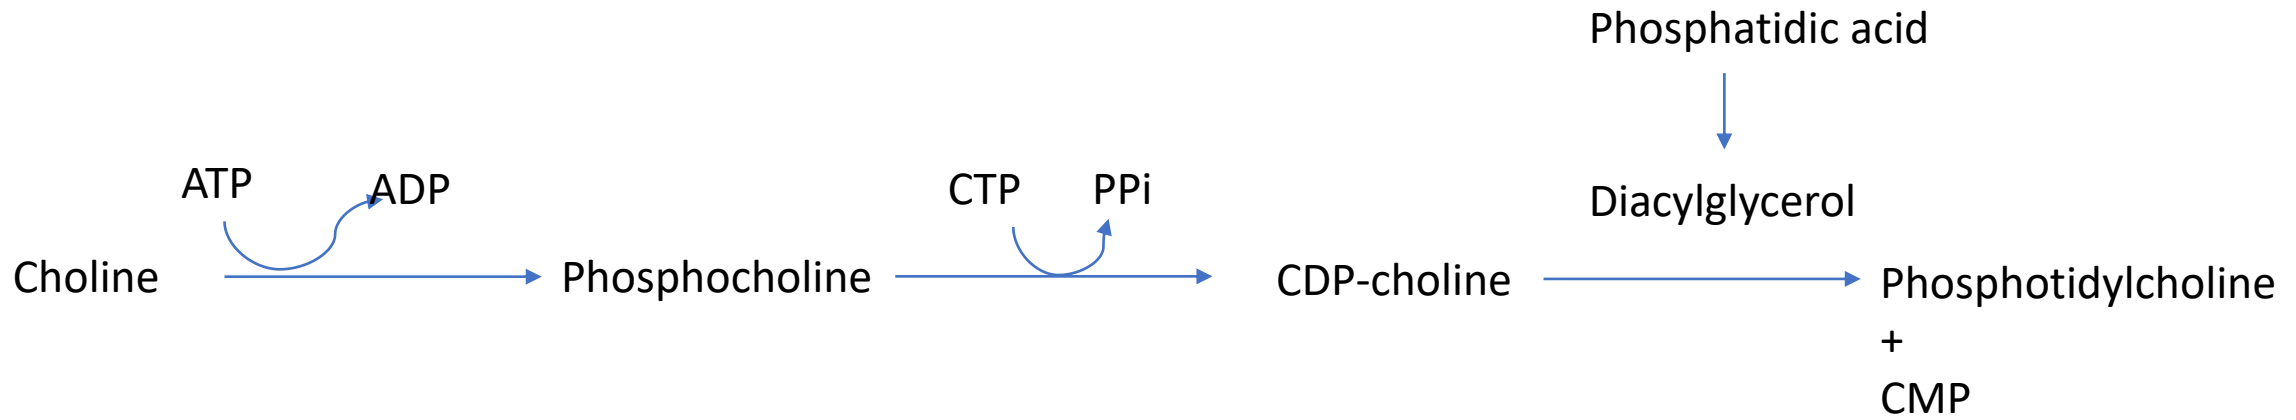 Phosphatidic acid
ATP
ADP
CTP
PPi
Diacylglycerol
Choline
Phosphocholine
CDP-choline
Phosphotidylcholine
+
CMP